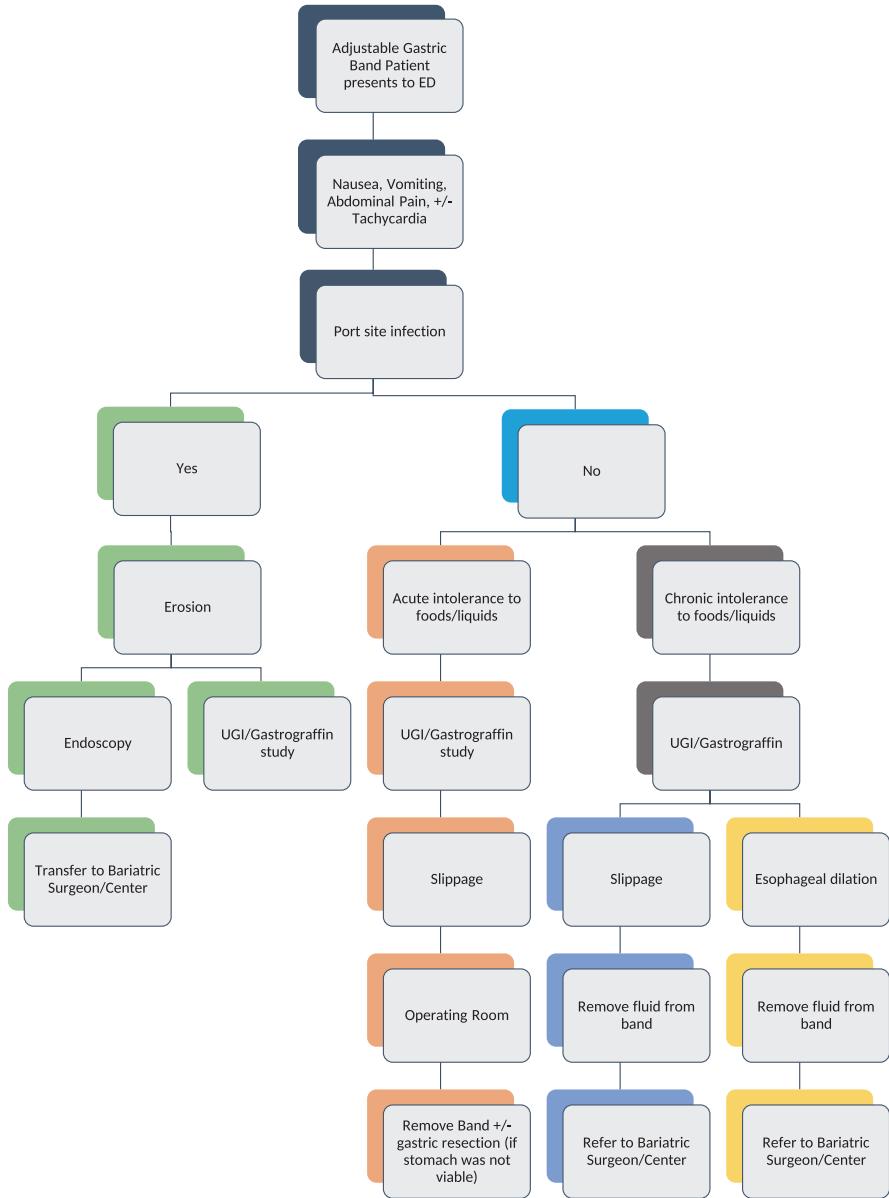 Adjustable Gastric
Band Patient
presents to ED
Nausea, Vomiting,
Abdominal Pain, +/-
Tachycardia
Port site infection
Yes
No
Erosion
Acute intolerance to
foods/liquids
Chronic intolerance
to foods/liquids
Endoscopy
UGI/Gastrograffin
study
UGI/Gastrograffin
study
UGI/Gastrograffin
Transfer to Bariatric
Surgeon/Center
Slippage
Slippage
Esophageal dilation
Operating Room
Remove fluid from
band
Remove fluid from
band
Remove Band +/-
gastric resection (if
stomach was not
viable)
Refer to Bariatric
Surgeon/Center
Refer to Bariatric
Surgeon/Center